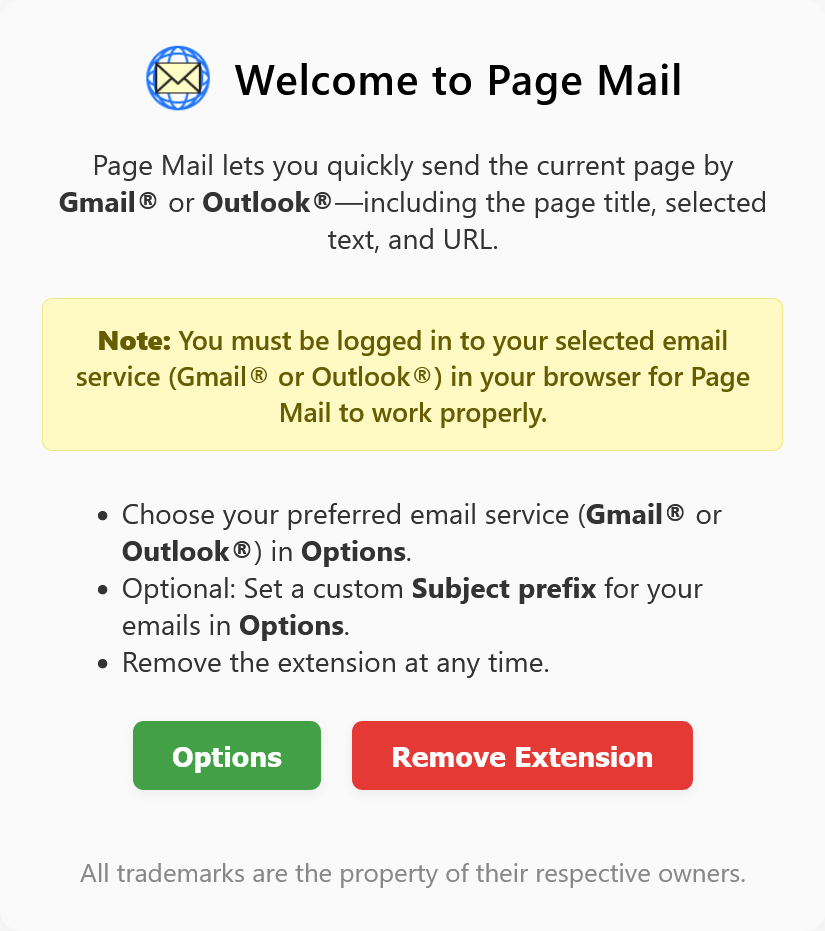 Welcome to Page Mail
Page Mail lets you quickly send the current page by
Gmail® or Outlook®—including the page title, selected
text, and URL.
Note: You must be logged in to your selected email
service (Gmail® or Outlook®) in your browser for Page
Mail to work properly.
• Choose your preferred email service (Gmail® or
Outlook®) in Options.
• Optional: Set a custom Subject prefix for your
emails in Options.
• Remove the extension at any time.
Options
Remove Extension
All trademarks are the property of their respective owners.